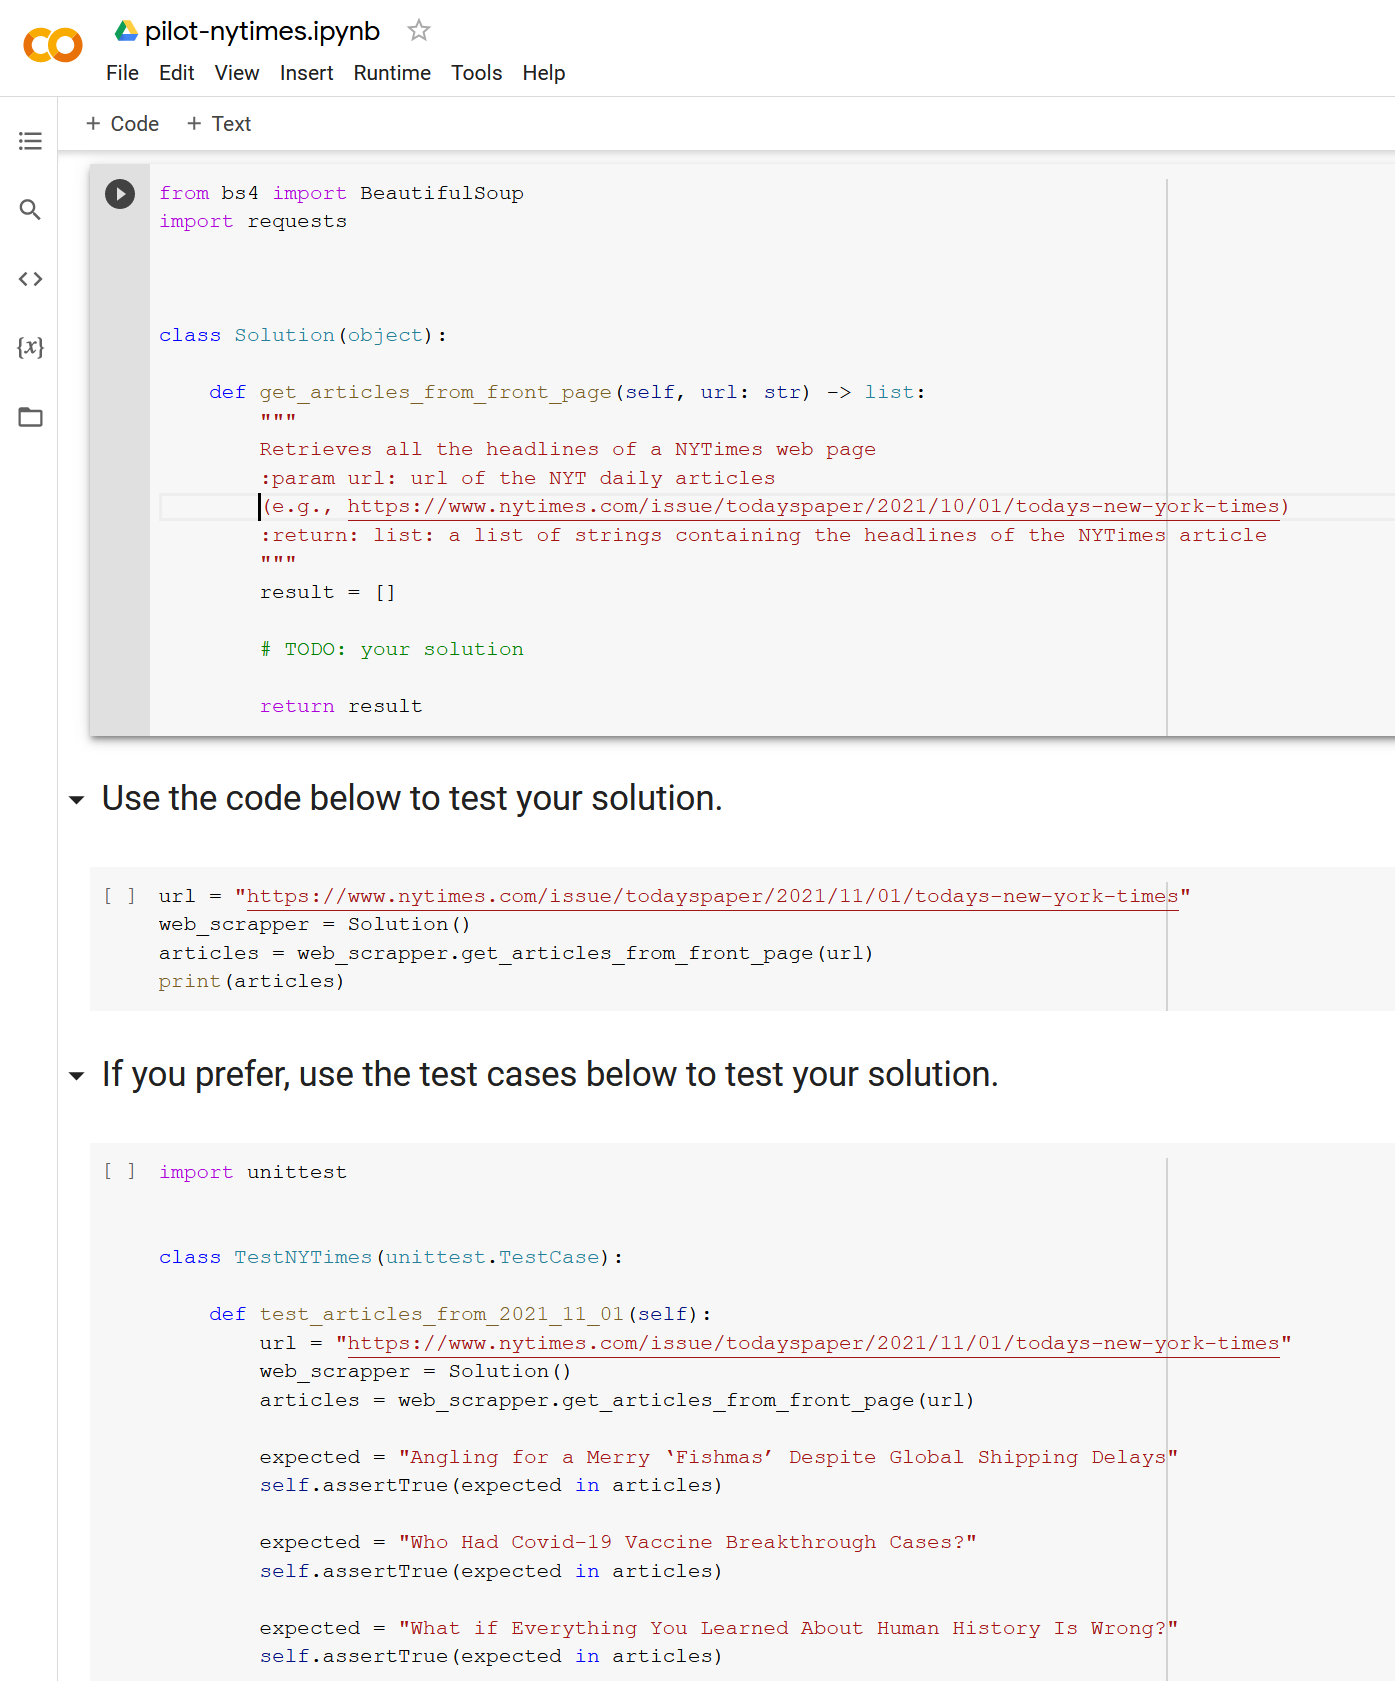 pilot-nytimes.ipynb
File Edit View Insert Runtime Tools Help
+ Code + Text
from bs4 import BeautifulSoup
import requests
class Solution(object):
def get_articles_from_front_page(self, url: str) -> list:
"""
Retrieves all the headlines of a NYTimes web page
:param url: url of the NYT daily articles
(e.g., https://www.nytimes.com/issue/todayspaper/2021/10/01/todays-new-york-times)
:return: list: a list of strings containing the headlines of the NYTimes article
"""
result = []
# TODO: your solution
return result
Use the code below to test your solution.
[ ] url = "https://www.nytimes.com/issue/todayspaper/2021/11/01/todays-new-york-times"
web_scrapper = Solution()
articles = web_scrapper.get_articles_from_front_page(url)
print(articles)
If you prefer, use the test cases below to test your solution.
[ ] import unittest
class TestNYTimes(unittest.TestCase):
def test_articles_from_2021_11_01(self):
url = "https://www.nytimes.com/issue/todayspaper/2021/11/01/todays-new-york-times"
web_scrapper = Solution()
articles = web_scrapper.get_articles_from_front_page(url)
expected = "Angling for a Merry ‘Fishmas’ Despite Global Shipping Delays"
self.assertTrue(expected in articles)
expected = "Who Had Covid-19 Vaccine Breakthrough Cases?"
self.assertTrue(expected in articles)
expected = "What if Everything You Learned About Human History Is Wrong?"
self.assertTrue(expected in articles)